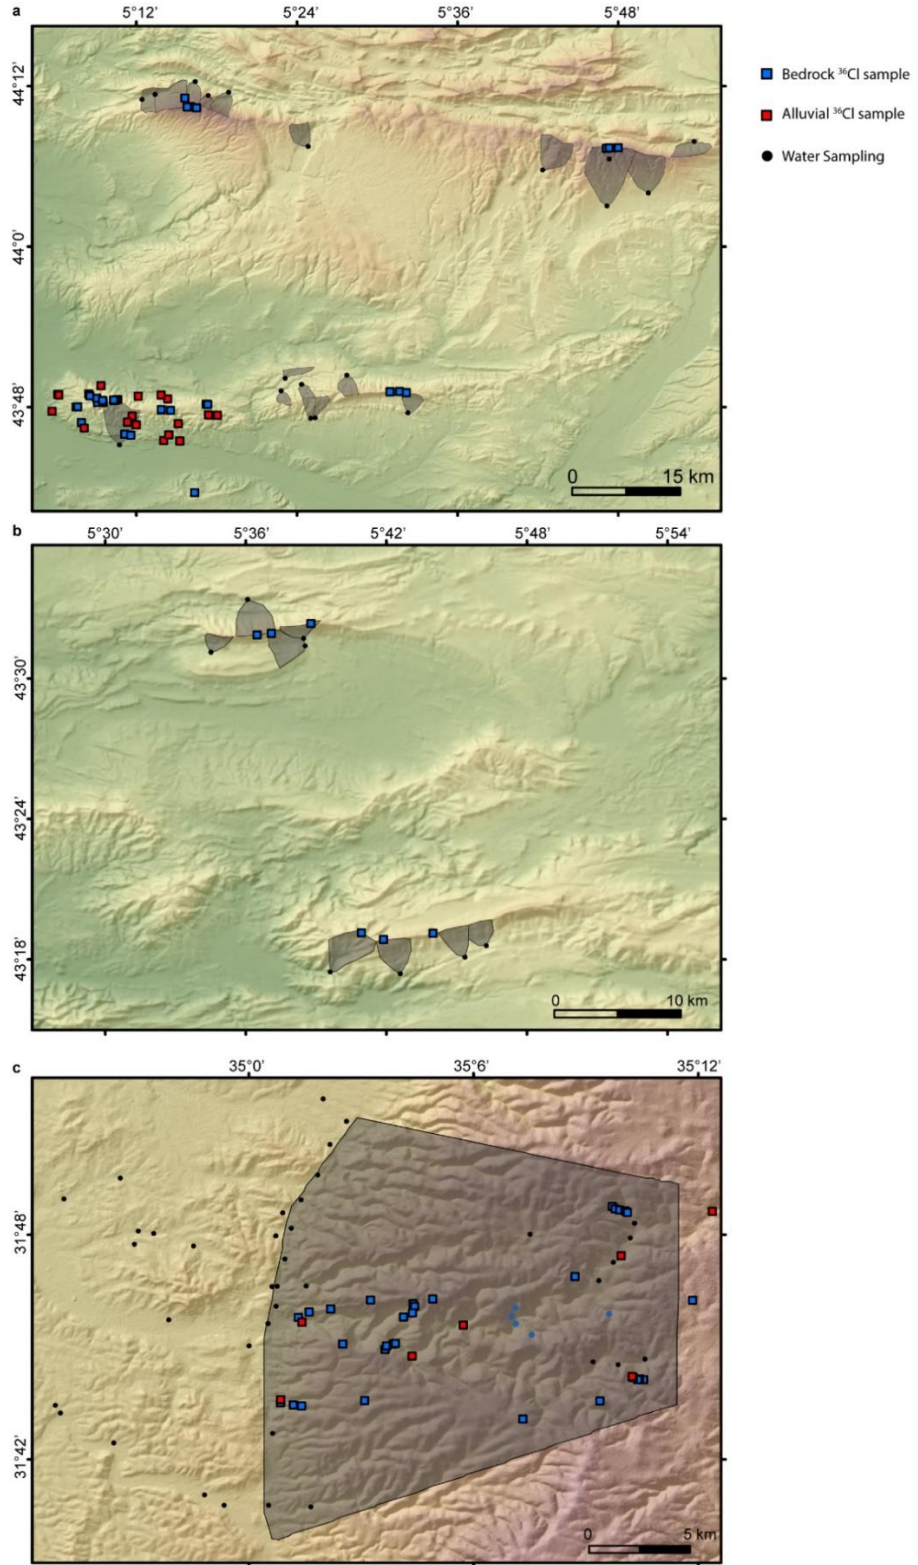 a
5°12' 5°24' 5°36' 5°48'
44°12'
44°0'
43°48'
0 15 km
Bedrock ³⁶Cl sample
Alluvial ³⁶Cl sample
Water Sampling
b
5°30' 5°36' 5°42' 5°48' 5°54'
43°30'
43°24'
43°18'
0 10 km
c
35°0' 35°6' 35°12'
31°48'
31°42'
0 5 km